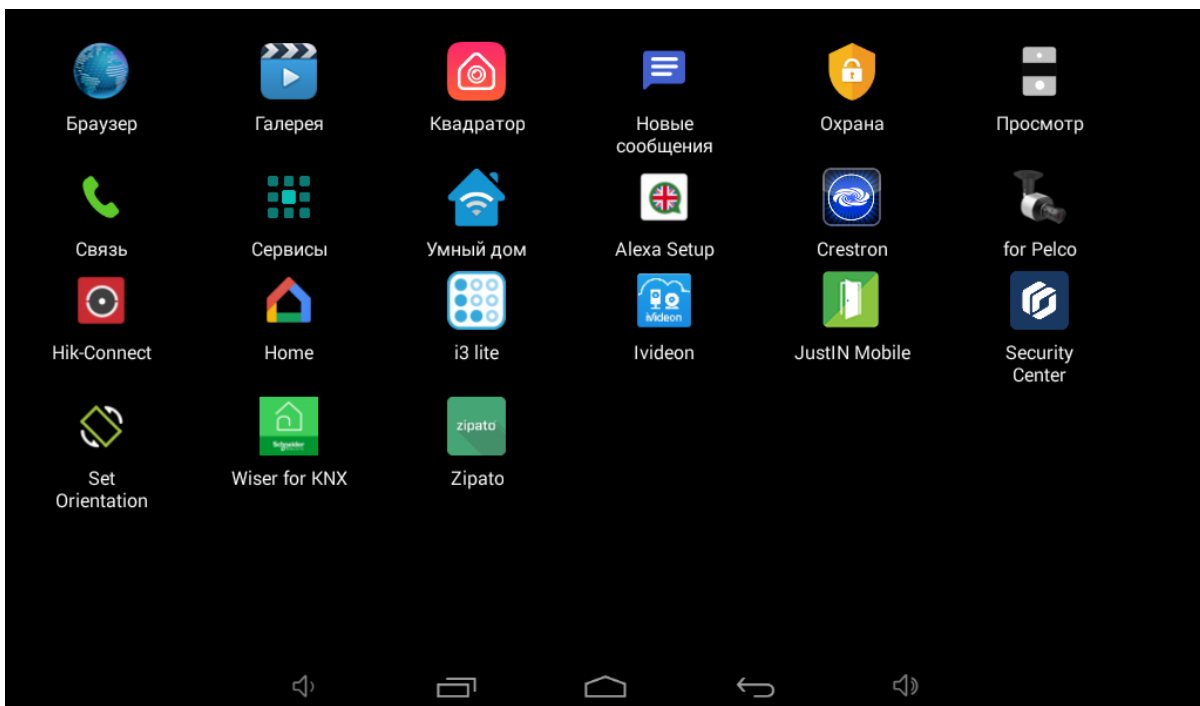 Браузер
Галерея
Квадратор
Новые
сообщения
Охрана
Просмотр
Связь
Сервисы
Умный дом
Alexa Setup
Crestron
for Pelco
Hik-Connect
Home
i3 lite
ivideon
Ivideon
JustIN Mobile
Security
Center
Set
Orientation
Schneider
Wiser for KNX
zipato
Zipato